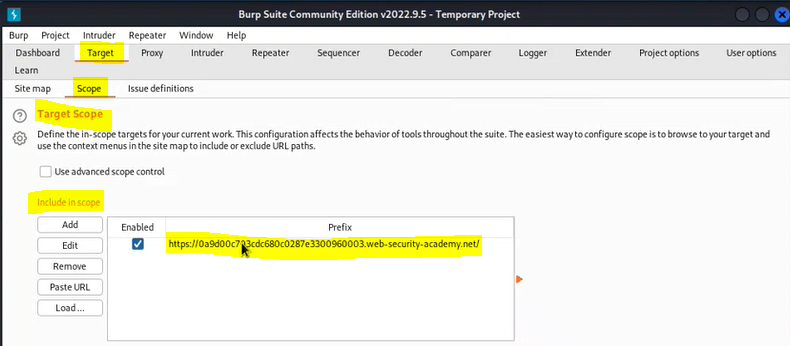 Burp Suite Community Edition v2022.9.5 - Temporary Project
Burp Project Intruder Repeater Window Help
Dashboard Target Proxy Intruder Repeater Sequencer Decoder Comparer Logger Extender Project options User options
Learn
Site map Scope Issue definitions
Target Scope
Define the in-scope targets for your current work. This configuration affects the behavior of tools throughout the suite. The easiest way to configure scope is to browse to your target and
use the context menus in the site map to include or exclude URL paths.
Use advanced scope control
Include in scope
Add Enabled Prefix
Edit https://0a9d00c703cdc680c0287e3300960003.web-security-academy.net/
Remove
Paste URL
Load ...